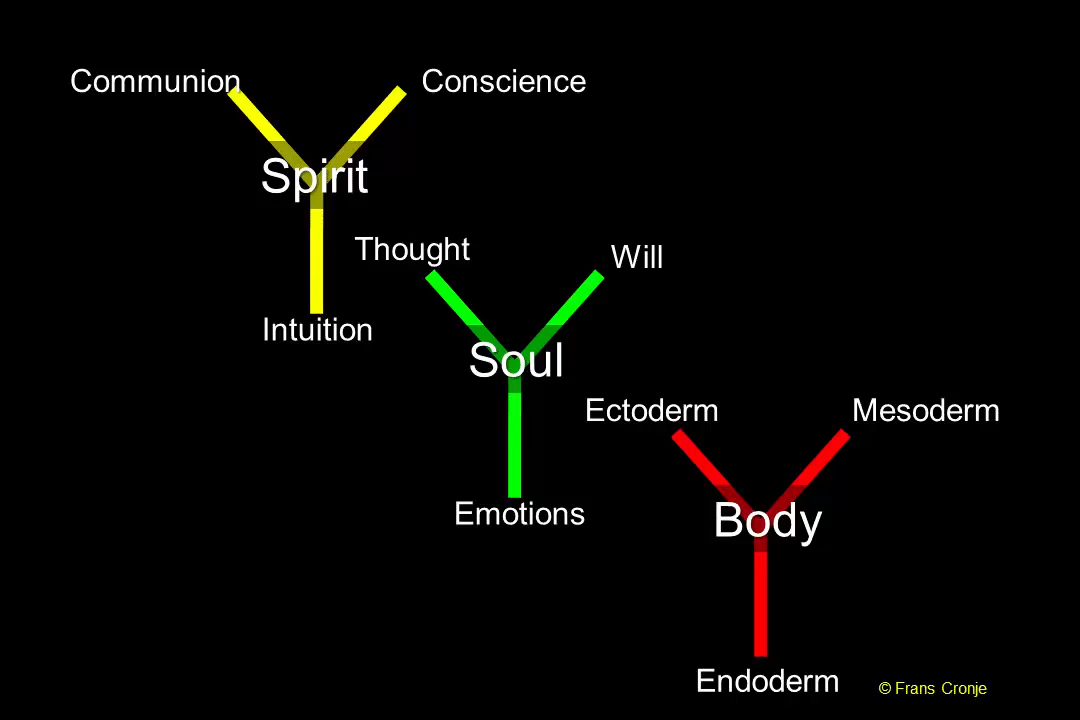 Communion
Conscience
Spirit
Intuition
Thought
Will
Soul
Emotions
Ectoderm
Mesoderm
Body
Endoderm
© Frans Cronje